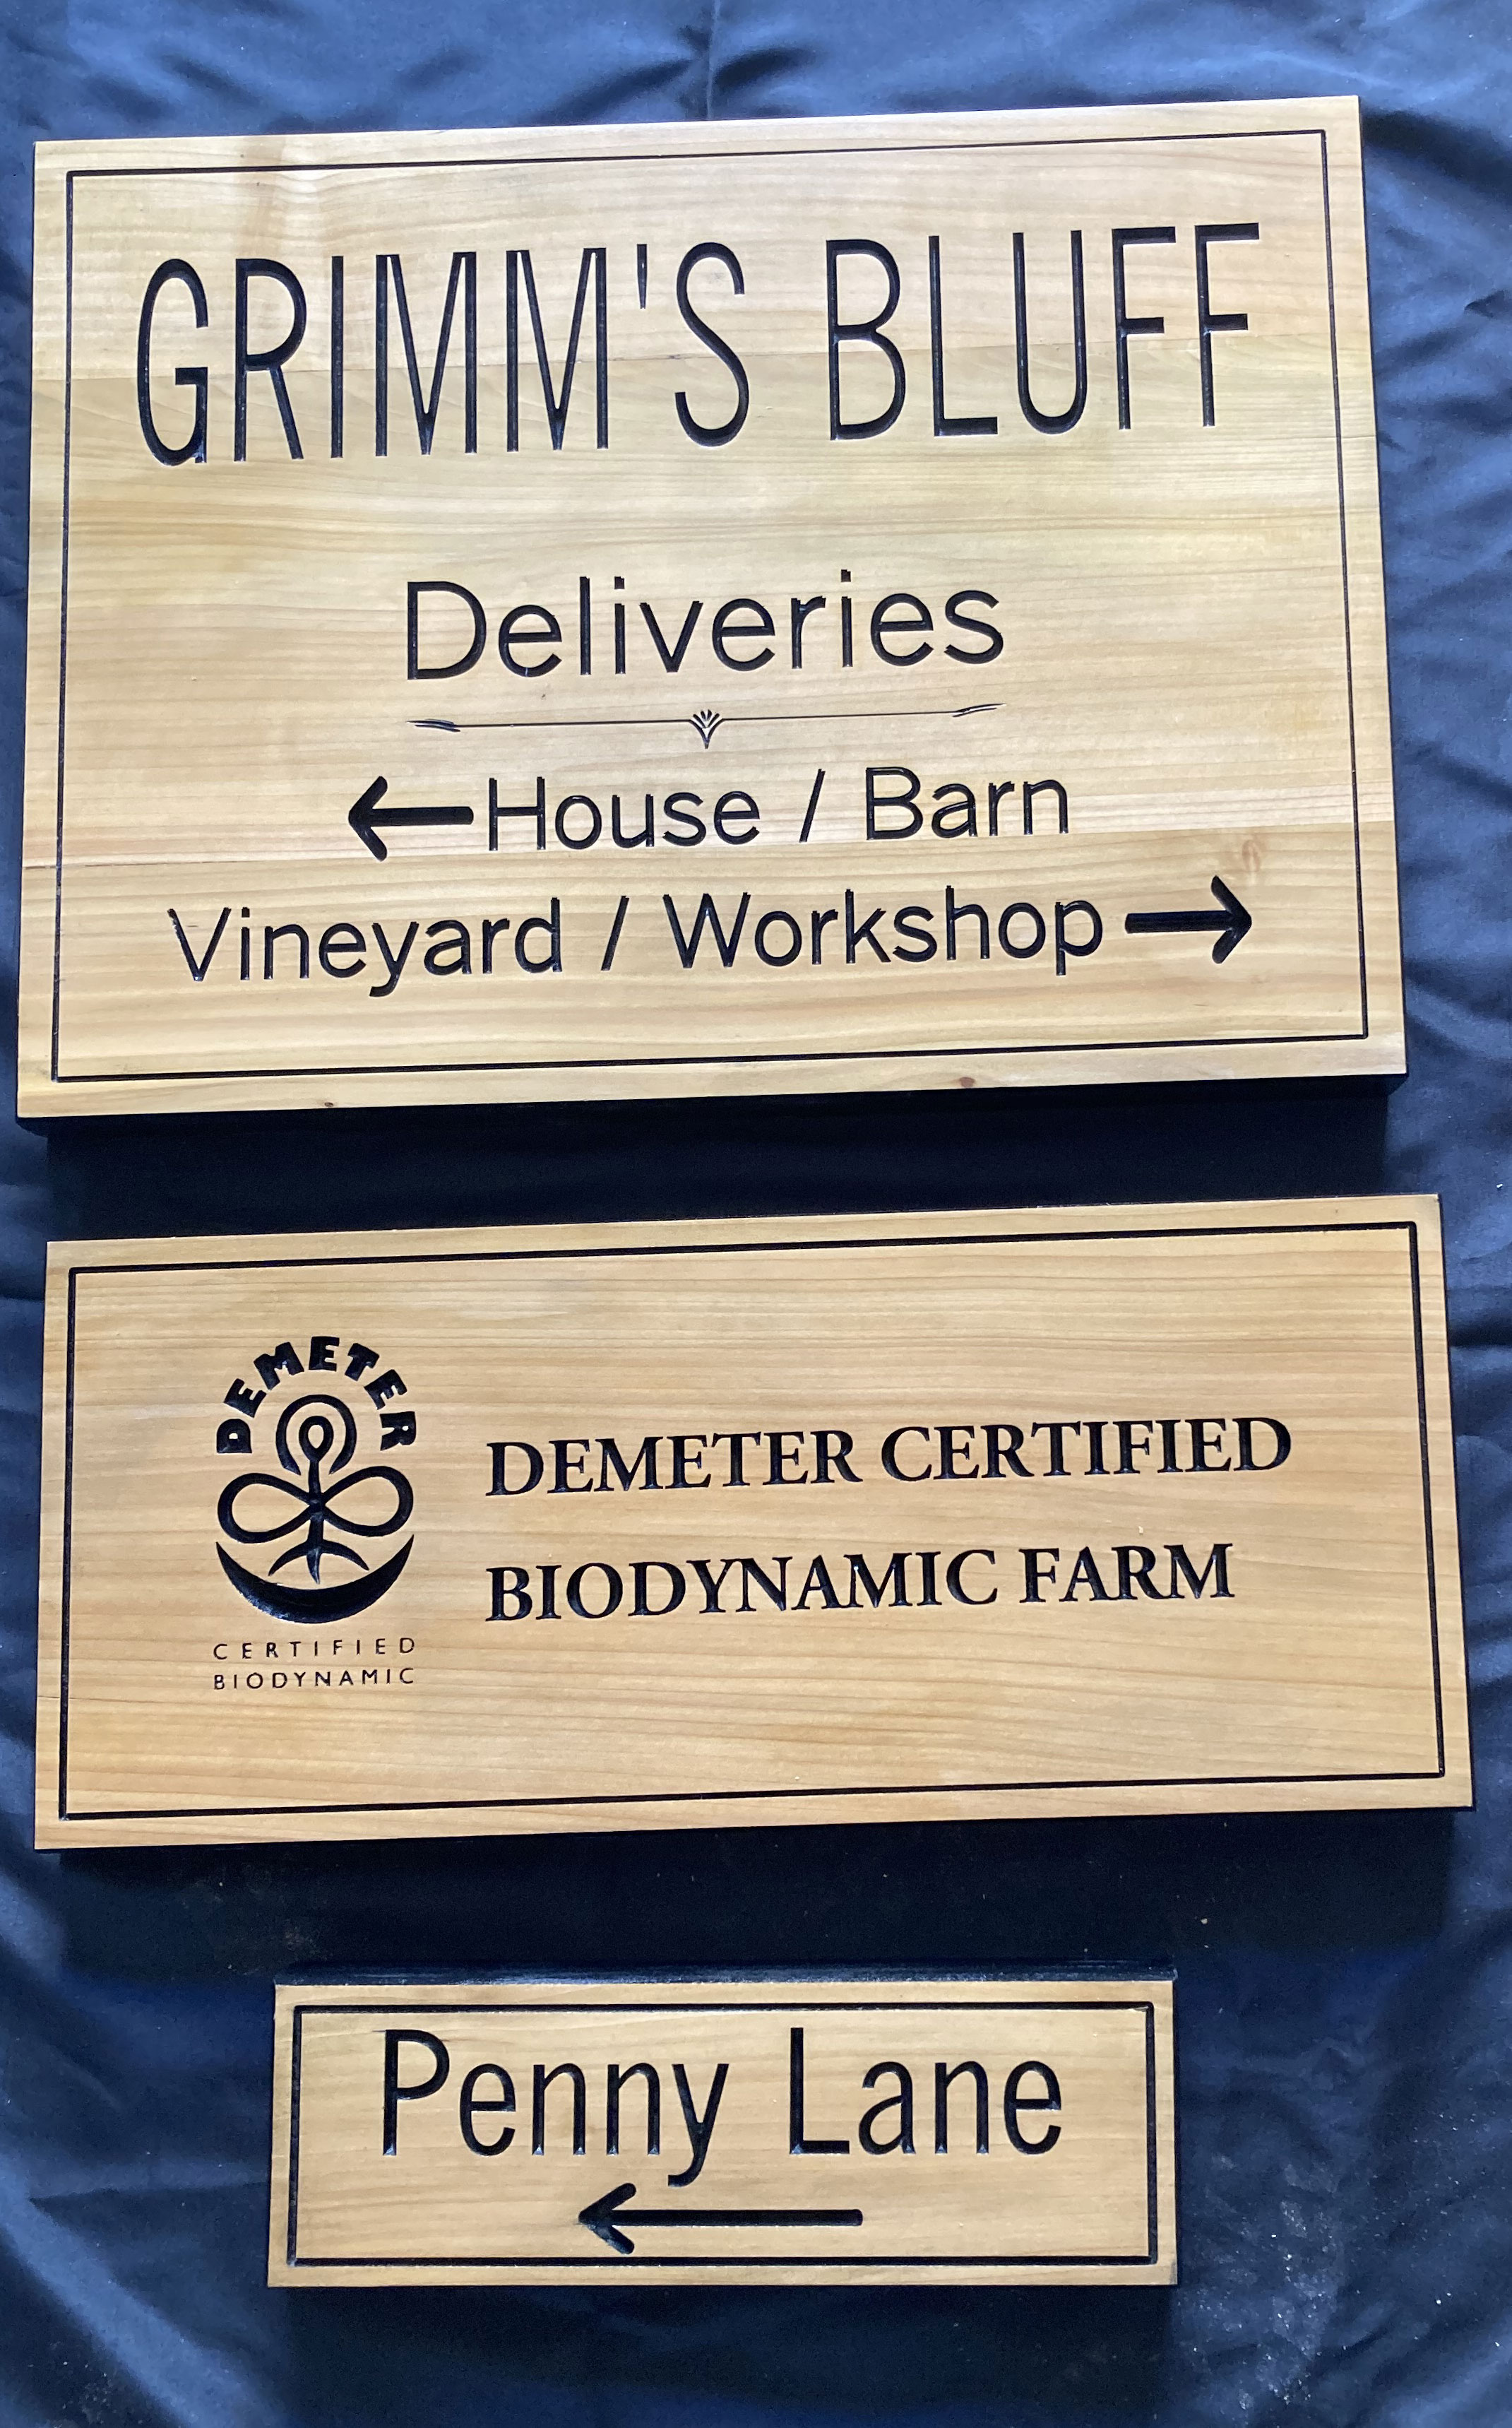 GRIMM'S BLUFF
Deliveries
←House / Barn
Vineyard / Workshop→
DEMETER
CERTIFIED
BIODYNAMIC
DEMETER CERTIFIED
BIODYNAMIC FARM
Penny Lane
←